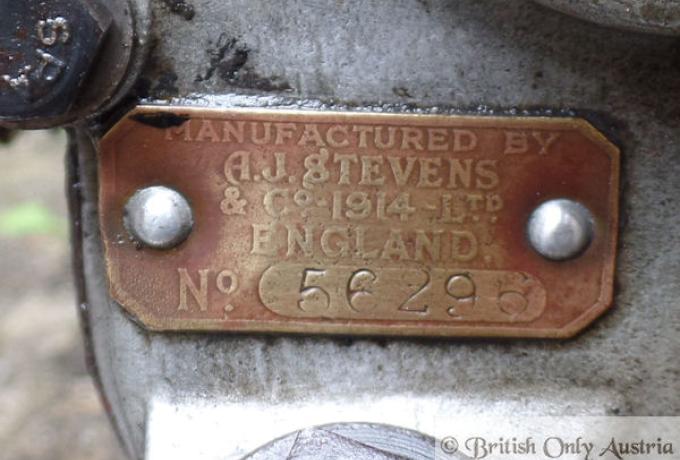 MANUFACTURED BY
A.J. STEVENS
& Co-1914-LTD
ENGLAND.
No. 56296
© British Only Austria